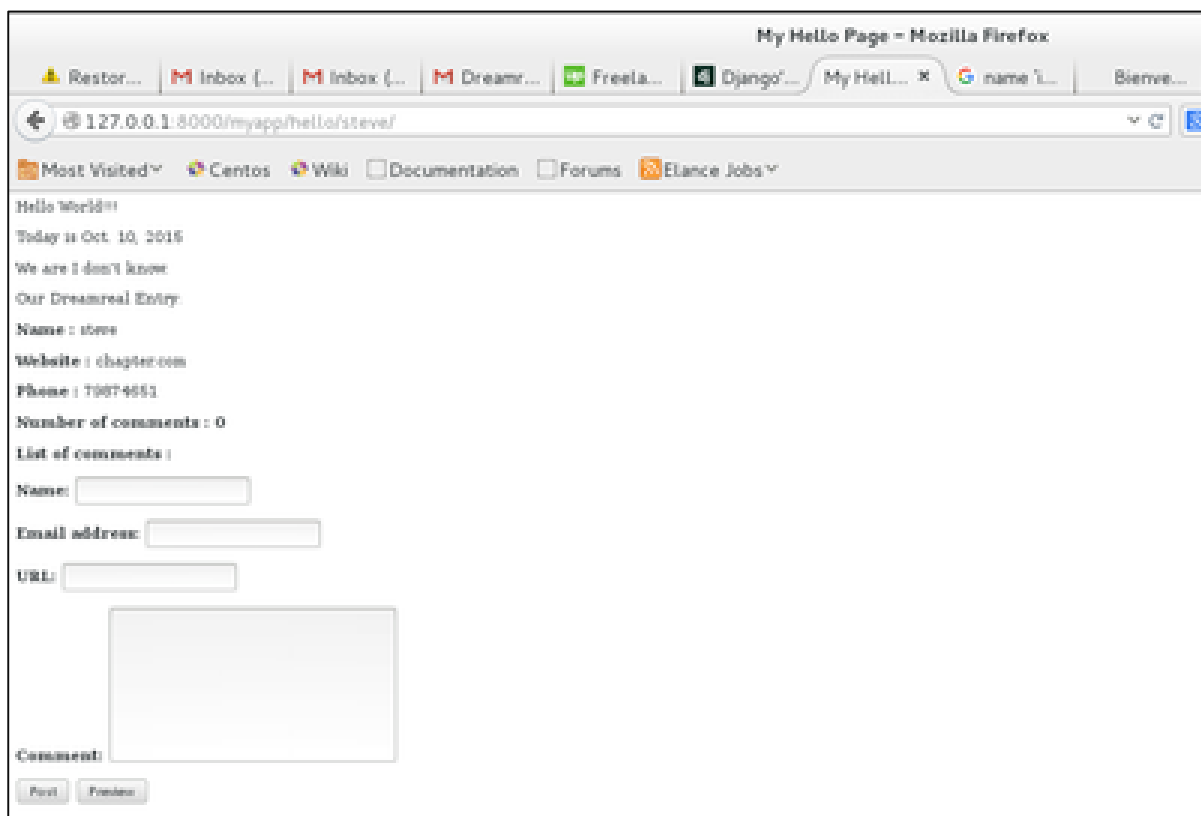 My Hello Page - Mozilla Firefox
Restor... Inbox (... Inbox (... Dreamr... Freela... Django'... My Hell... × name 'i... Bienve...
127.0.0.1:8000/myapp/hello/steve/
Most Visited Centos Wiki Documentation Forums Elance Jobs
Hello World!!!
Today is Oct. 10, 2015
We are I don't know
Our Dreamreal Entry
Name : steve
Website : chapter.com
Phone : 79874651
Number of comments : 0
List of comments :
Name:
Email address:
URL:
Comment:
Post Preview